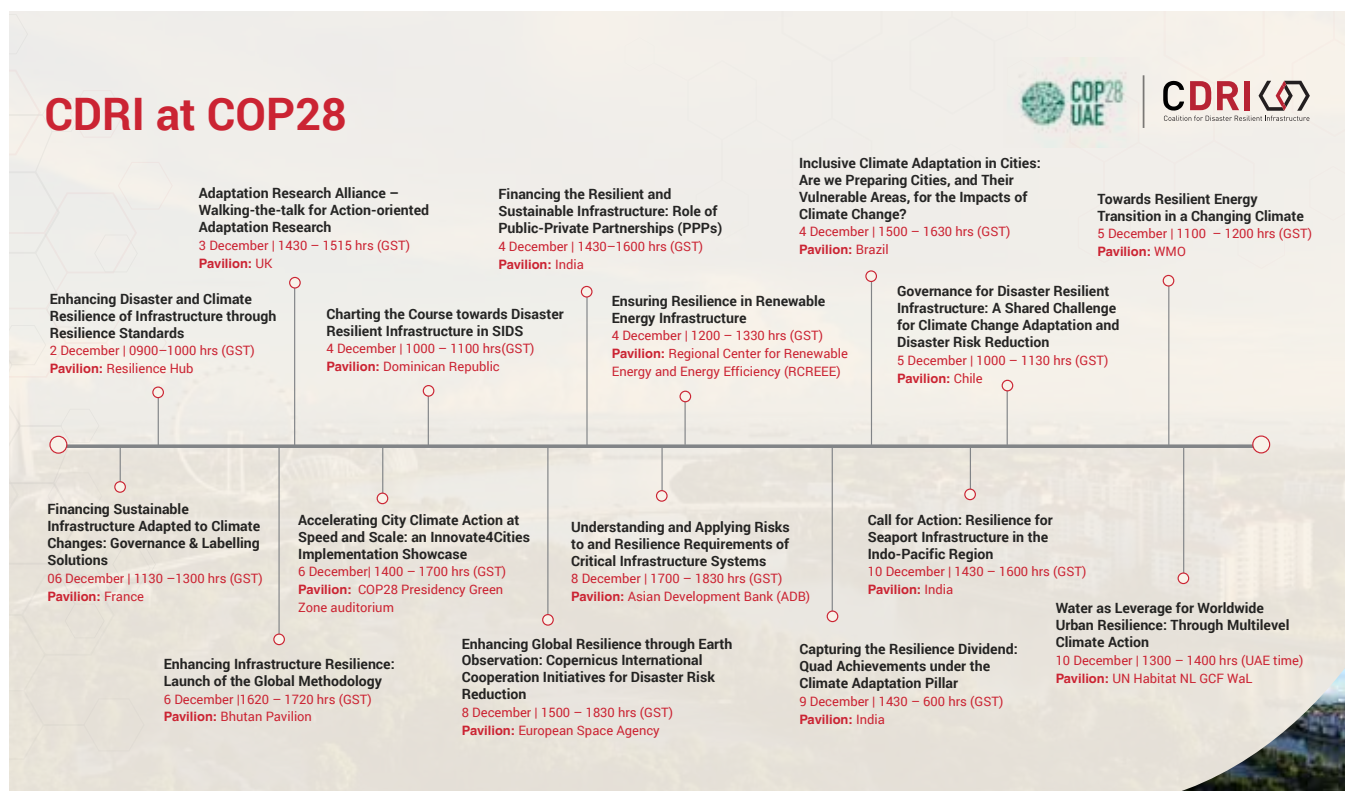 CDRI at COP28
COP28
UAE
CDRI
Coalition for Disaster Resilient Infrastructure
Enhancing Disaster and Climate
Resilience of Infrastructure through
Resilience Standards
2 December | 0900–1000 hrs (GST)
Pavilion: Resilience Hub
Adaptation Research Alliance –
Walking-the-talk for Action-oriented
Adaptation Research
3 December | 1430 – 1515 hrs (GST)
Pavilion: UK
Charting the Course towards Disaster
Resilient Infrastructure in SIDS
4 December | 1000 – 1100 hrs(GST)
Pavilion: Dominican Republic
Financing the Resilient and
Sustainable Infrastructure: Role of
Public-Private Partnerships (PPPs)
4 December | 1430–1600 hrs (GST)
Pavilion: India
Ensuring Resilience in Renewable
Energy Infrastructure
4 December | 1200 – 1330 hrs (GST)
Pavilion: Regional Center for Renewable
Energy and Energy Efficiency (RCREEE)
Inclusive Climate Adaptation in Cities:
Are we Preparing Cities, and Their
Vulnerable Areas, for the Impacts of
Climate Change?
4 December | 1500 – 1630 hrs (GST)
Pavilion: Brazil
Governance for Disaster Resilient
Infrastructure: A Shared Challenge
for Climate Change Adaptation and
Disaster Risk Reduction
5 December | 1000 – 1130 hrs (GST)
Pavilion: Chile
Towards Resilient Energy
Transition in a Changing Climate
5 December | 1100 – 1200 hrs (GST)
Pavilion: WMO
Financing Sustainable
Infrastructure Adapted to Climate
Changes: Governance & Labelling
Solutions
06 December | 1130 –1300 hrs (GST)
Pavilion: France
Enhancing Infrastructure Resilience:
Launch of the Global Methodology
6 December |1620 – 1720 hrs (GST)
Pavilion: Bhutan Pavilion
Accelerating City Climate Action at
Speed and Scale: an Innovate4Cities
Implementation Showcase
6 December| 1400 – 1700 hrs (GST)
Pavilion: COP28 Presidency Green
Zone auditorium
Enhancing Global Resilience through Earth
Observation: Copernicus International
Cooperation Initiatives for Disaster Risk
Reduction
8 December | 1500 – 1830 hrs (GST)
Pavilion: European Space Agency
Understanding and Applying Risks
to and Resilience Requirements of
Critical Infrastructure Systems
8 December | 1700 – 1830 hrs (GST)
Pavilion: Asian Development Bank (ADB)
Capturing the Resilience Dividend:
Quad Achievements under the
Climate Adaptation Pillar
9 December | 1430 – 600 hrs (GST)
Pavilion: India
Call for Action: Resilience for
Seaport Infrastructure in the
Indo-Pacific Region
10 December | 1430 – 1600 hrs (GST)
Pavilion: India
Water as Leverage for Worldwide
Urban Resilience: Through Multilevel
Climate Action
10 December | 1300 – 1400 hrs (UAE time)
Pavilion: UN Habitat NL GCF WaL